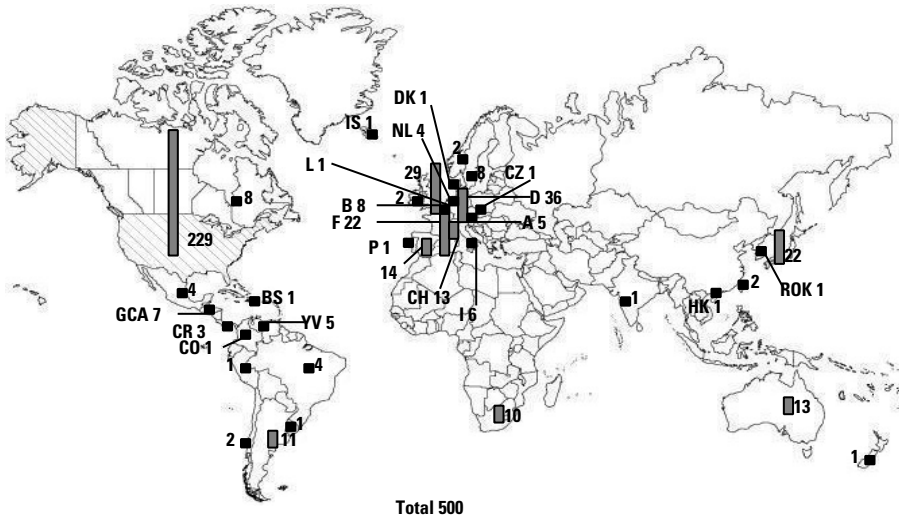 DK 1
IS 1
NL 4
2
L 1
29
8
CZ 1
8
B 8
2
D 36
F 22
A 5
229
P 1
14
22
4
BS 1
CH 13
I 6
1
HK 1
2
ROK 1
GCA 7
YV 5
CR 3
CO 1
1
4
10
13
1
2
11
1
Total 500